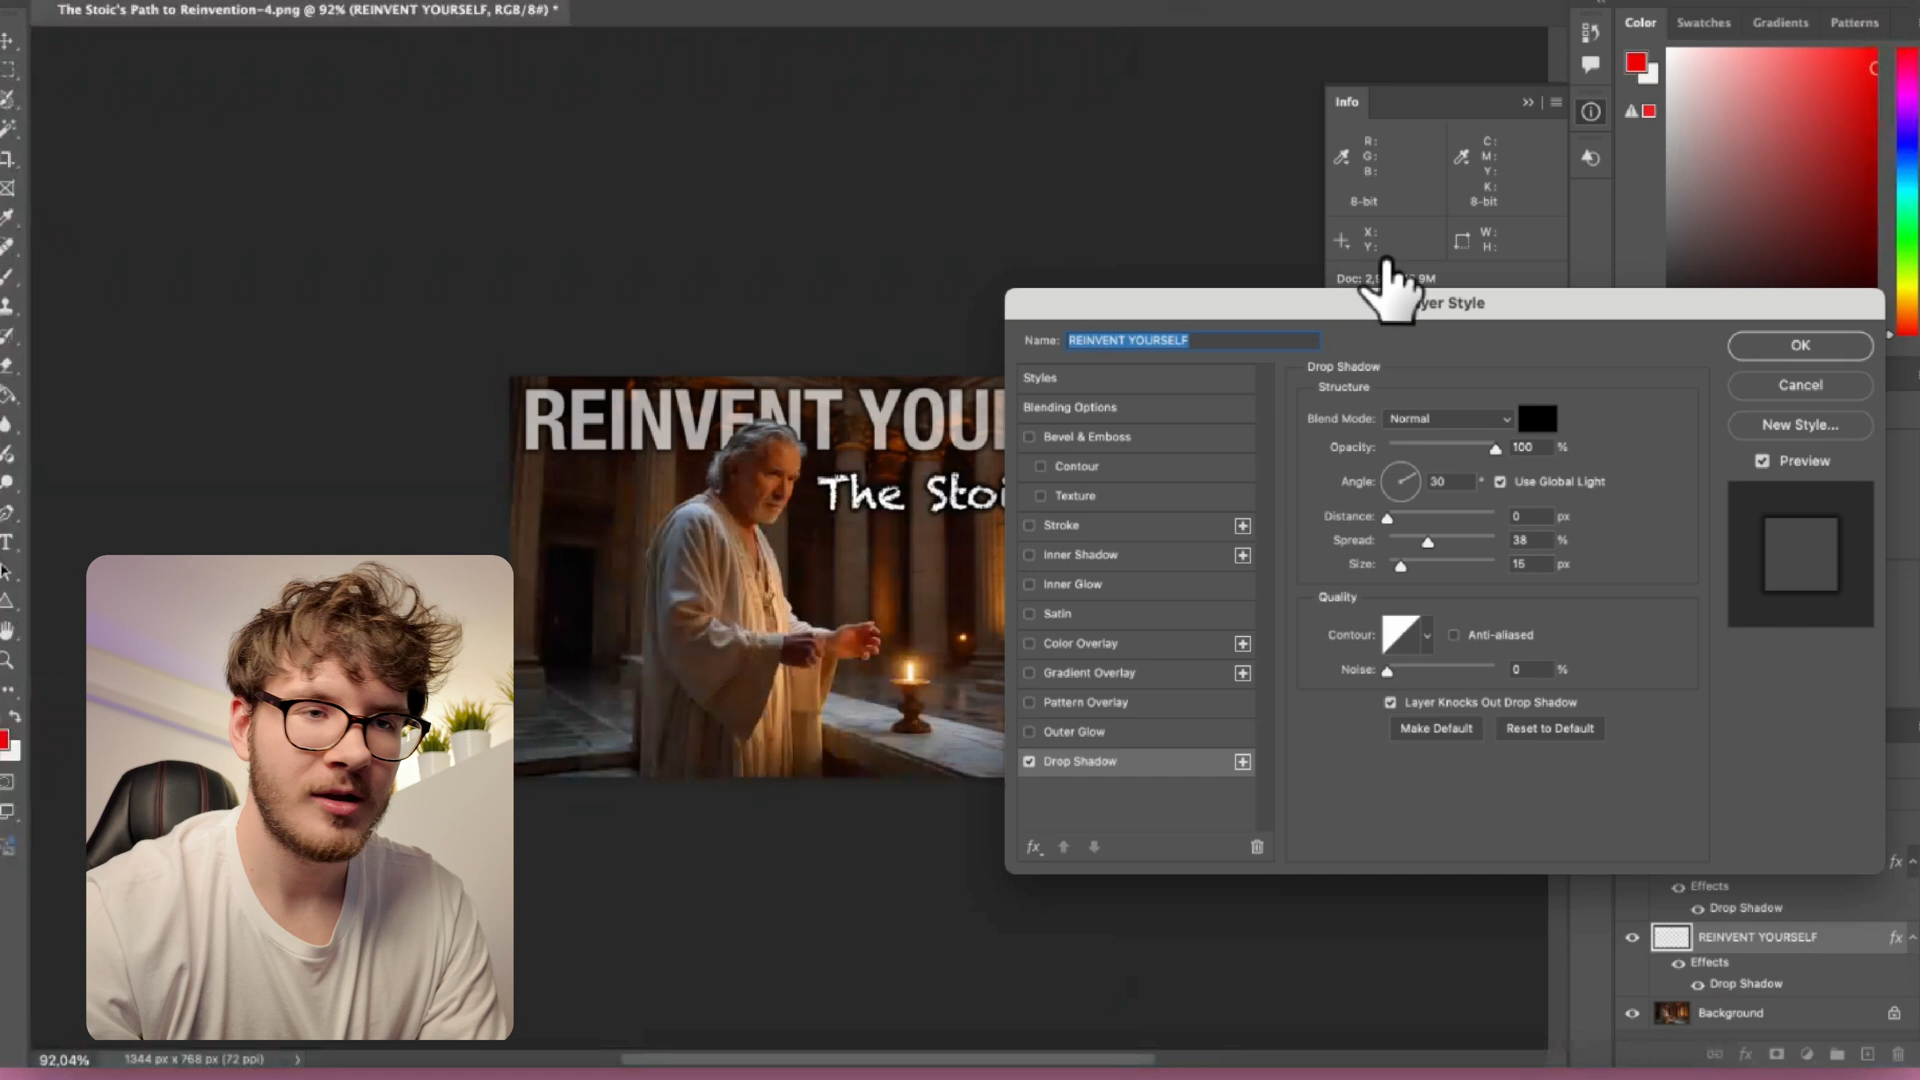 The Stoic's Path to Reinvention-4.png @ 92% (REINVENT YOURSELF, RGB/8#) *
Color Swatches Gradients Patterns
Info
R: C:
G: M:
B: Y:
K:
8-bit 8-bit
X: W:
Y: H:
Doc:
Style
Name: REINVENT YOURSELF
OK
Cancel
New Style...
Preview
Styles
Blending Options
Bevel & Emboss
Contour
Texture
Stroke
Inner Shadow
Inner Glow
Satin
Color Overlay
Gradient Overlay
Pattern Overlay
Outer Glow
Drop Shadow
fx
Drop Shadow
Structure
Blend Mode: Normal
Opacity: 100 %
Angle: 30 ° Use Global Light
Distance: 0 px
Spread: 38 %
Size: 15 px
Quality
Contour: Anti-aliased
Noise: 0 %
Layer Knocks Out Drop Shadow
Make Default Reset to Default
REINVENT YOU
The Stoi
fx
Effects
Drop Shadow
REINVENT YOURSELF fx
Effects
Drop Shadow
Background
fx
92,04% 1344 px x 768 px (72 ppi)